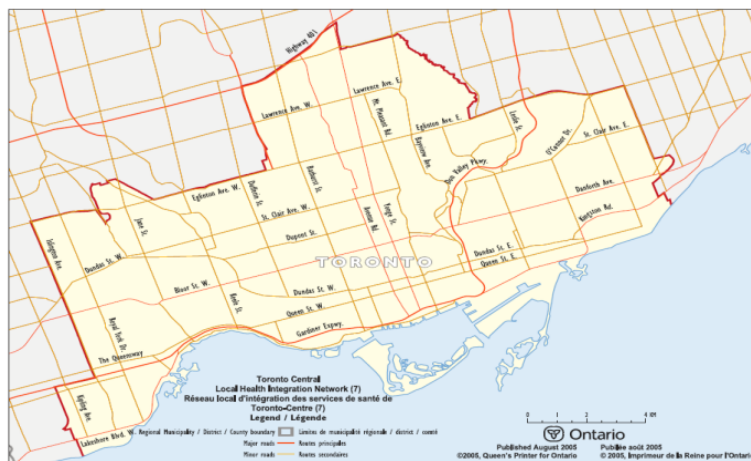 Highway 401
Lawrence Ave. E.
Lawrence Ave. W.
Mt. Pleasant Rd.
Bayview Ave.
Eglinton Ave. E.
Leslie St.
O'Connor Dr.
St. Clair Ave. E.
Don Valley Pkwy.
Eglinton Ave. W.
Dufferin St.
Bathurst St.
Danforth Ave.
Kingston Rd.
Jane St.
St. Clair Ave. W.
Avenue Rd.
Yonge St.
Islington Ave.
Dupont St.
Dundas St. W.
TORONTO
Dundas St. E.
Queen St. E.
Bloor St. W.
Keele St.
Dundas St. W.
Queen St. W.
Gardiner Expwy.
Royal York Dr.
The Queensway
Kipling Ave.
Lakeshore Blvd. W.
Toronto Central
Local Health Integration Network (7)
Réseau local d'intégration des services de santé de
Toronto-Centre (7)
Legend / Légende
Regional Municipality / District / County boundary Limites de municipalité régionale / district / comté
Major roads Routes principales
Minor roads Routes secondaires
0 2 4
Ontario
Published August 2005 Publiée août 2005
©2005, Queen's Printer for Ontario © 2005, Imprimeur de la Reine pour l'Ontario